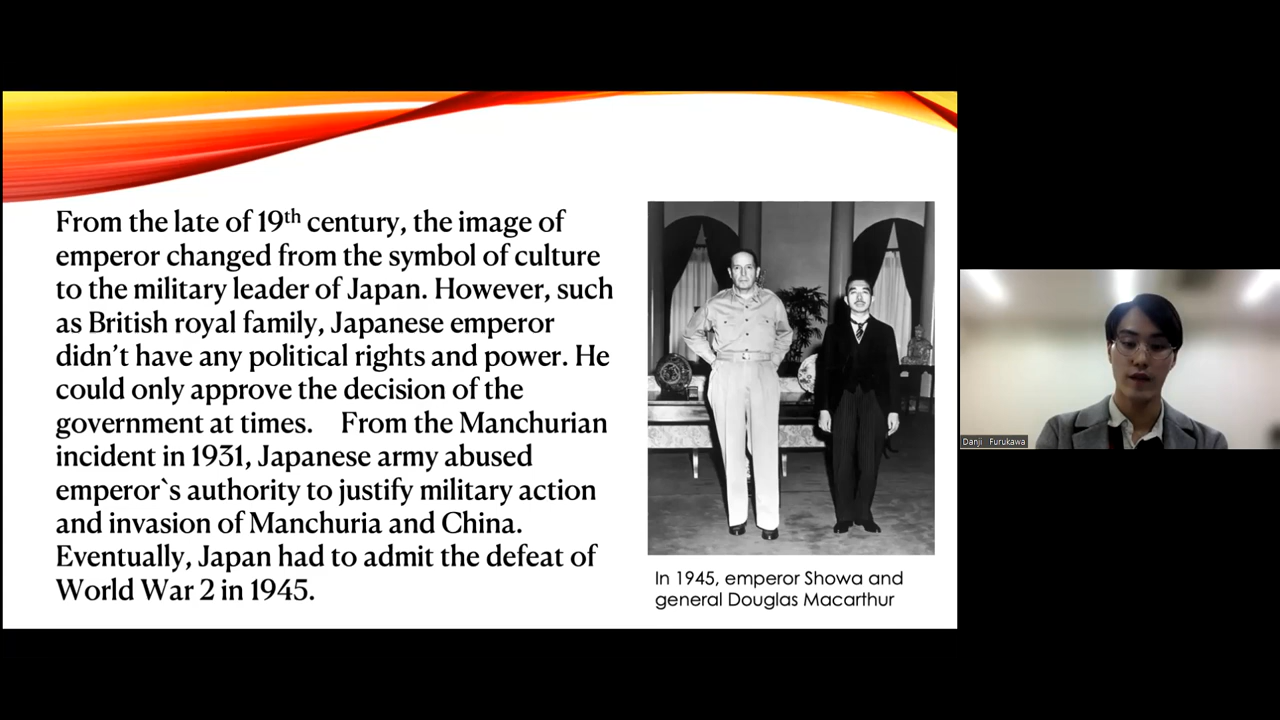 From the late of 19th century, the image of
emperor changed from the symbol of culture
to the military leader of Japan. However, such
as British royal family, Japanese emperor
didn’t have any political rights and power. He
could only approve the decision of the
government at times.    From the Manchurian
incident in 1931, Japanese army abused
emperor`s authority to justify military action
and invasion of Manchuria and China.
Eventually, Japan had to admit the defeat of
World War 2 in 1945.
In 1945, emperor Showa and
general Douglas Macarthur
Danji Furukawa